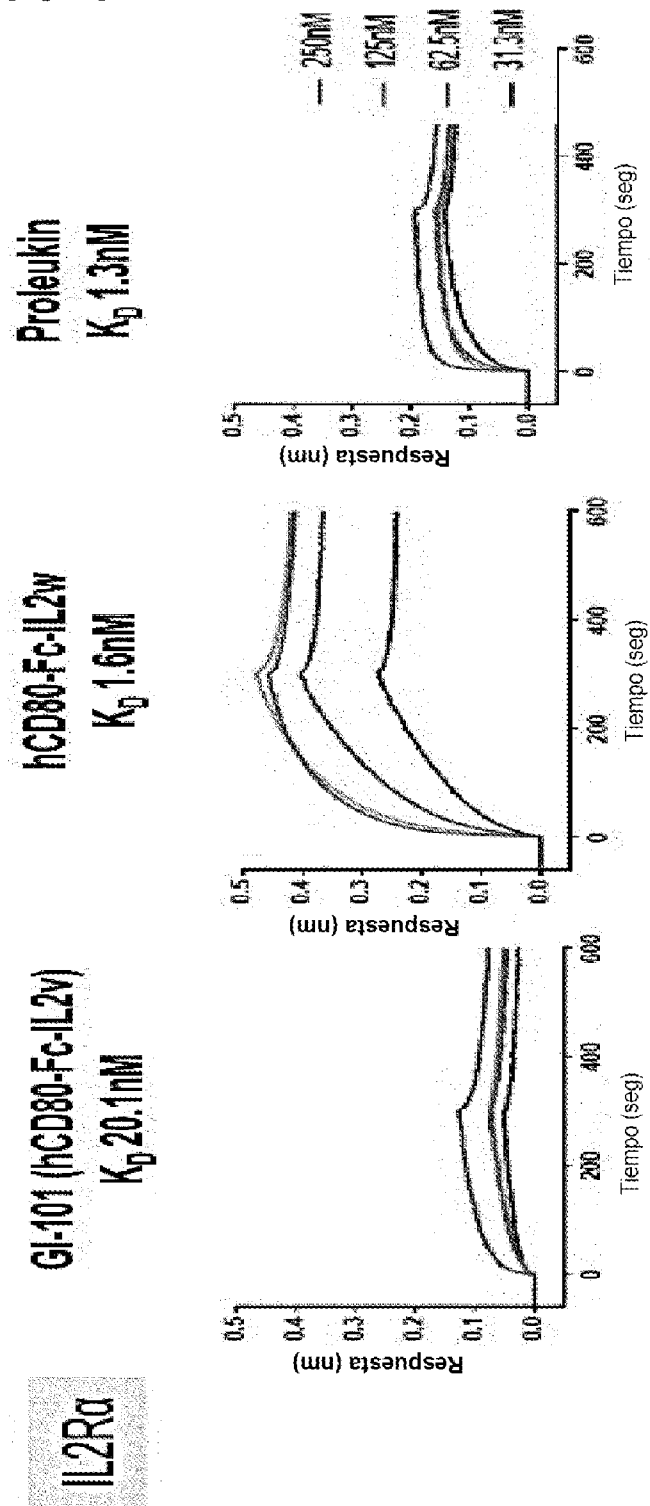 IL2Rα
GI-101 (hCD80-Fc-IL2v)
K_D 20.1nM
Respuesta (nm)
0.5
0.4
0.3
0.2
0.1
0.0
0
200
400
600
Tiempo (seg)
hCD80-Fc-IL2w
K_D 1.6nM
Respuesta (nm)
0.5
0.4
0.3
0.2
0.1
0.0
0
200
400
600
Tiempo (seg)
Proleukin
K_D 1.3nM
Respuesta (nm)
0.5
0.4
0.3
0.2
0.1
0.0
0
200
400
600
Tiempo (seg)
250nM
125nM
62.5nM
31.3nM